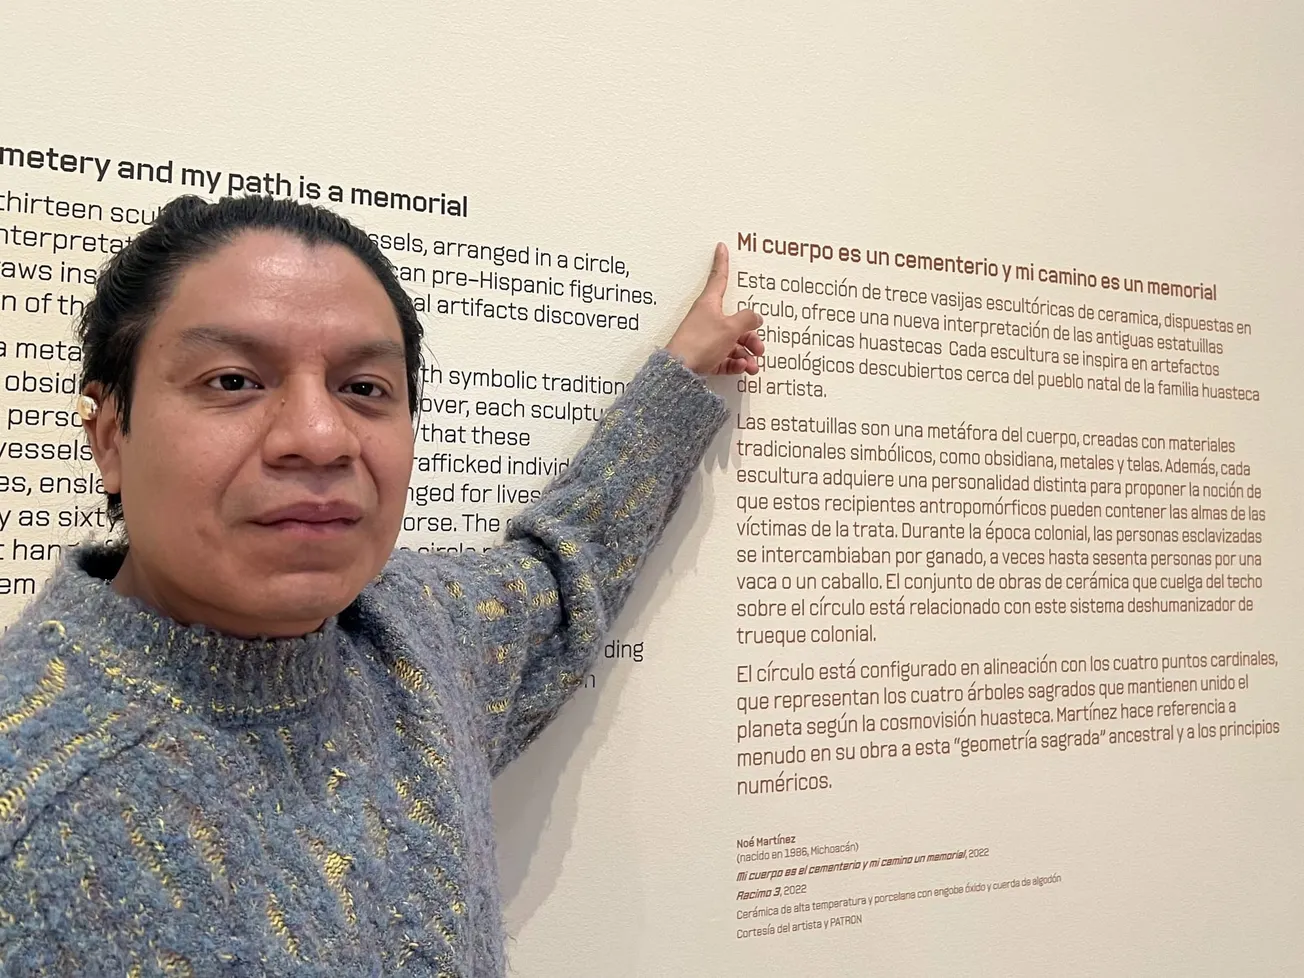 metery and my path is a memorial
thirteen
ssels, arranged in a circle,
can pre-Hispanic figurines.
n of th
al artifacts discovered
a meta
th symbolic tradition
obsidi
over, each sculptu
perso
that these
vessels
trafficked individ
es, ensla
nged for lives
y as sixty
orse. The
circle
ding
Mi cuerpo es un cementerio y mi camino es un memorial
Esta colección de trece vasijas escultóricas de ceramica, dispuestas en
círculo, ofrece una nueva interpretación de las antiguas estatuillas
ehispánicas huastecas Cada escultura se inspira en artefactos
queológicos descubiertos cerca del pueblo natal de la familia huasteca
del artista.
Las estatuillas son una metáfora del cuerpo, creadas con materiales
tradicionales simbólicos, como obsidiana, metales y telas. Además, cada
escultura adquiere una personalidad distinta para proponer la noción de
que estos recipientes antropomórficos pueden contener las almas de las
víctimas de la trata. Durante la época colonial, las personas esclavizadas
se intercambiaban por ganado, a veces hasta sesenta personas por una
vaca o un caballo. El conjunto de obras de cerámica que cuelga del techo
sobre el círculo está relacionado con este sistema deshumanizador de
trueque colonial.
El círculo está configurado en alineación con los cuatro puntos cardinales,
que representan los cuatro árboles sagrados que mantienen unido el
planeta según la cosmovisión huasteca. Martínez hace referencia a
menudo en su obra a esta "geometría sagrada" ancestral y a los principios
numéricos.
Noé Martínez
(nacido en 1986, Michoacán)
Mi cuerpo es el cementerio y mi camino un memorial, 2022
Racimo 3, 2022
Cerámica de alta temperatura y porcelana con engobe óxido y cuerda de algodón
Cortesía del artista y PATRON